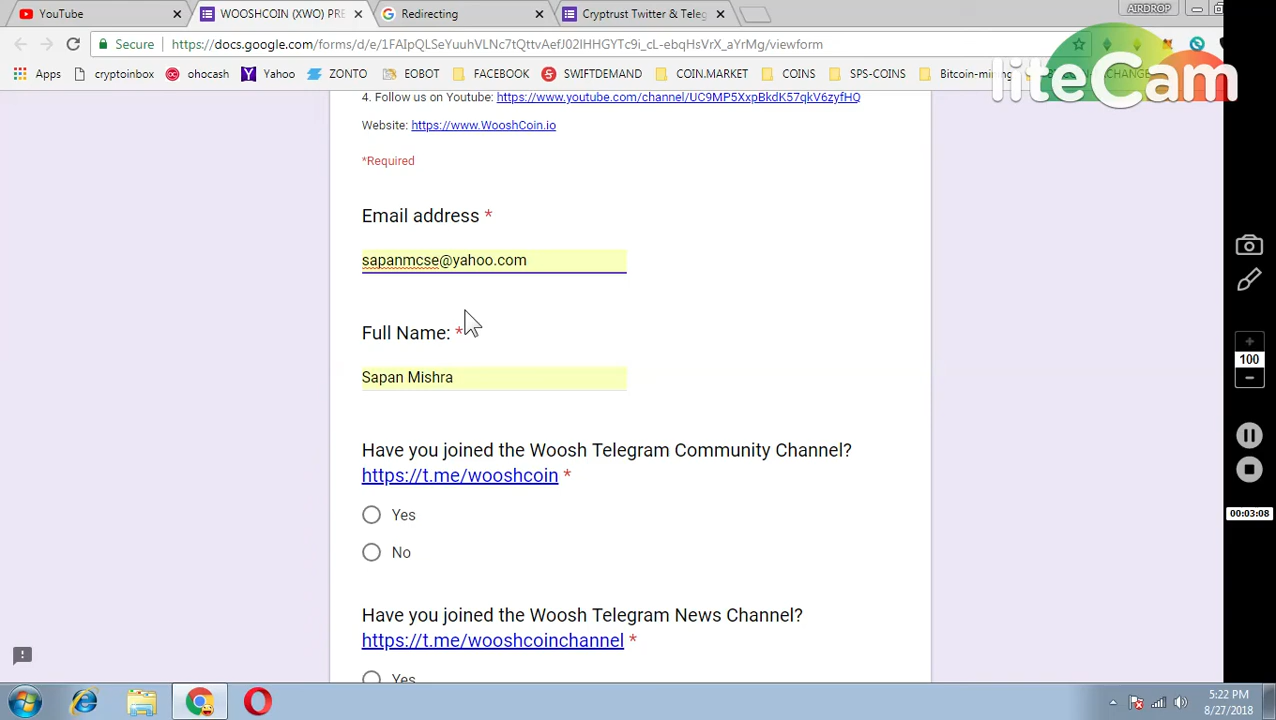 YouTube
WOOSHCOIN (XWO) PRE
Redirecting
Cryptrust Twitter & Teleg
AIRDROP
Secure
https://docs.google.com/forms/d/e/1FAIpQLSeYuuhVLNc7tQttvAefJ02IHHGYTc9i_cL-ebqHsVrX_aYrMg/viewform
Apps
cryptoinbox
ohocash
Yahoo
ZONTO
EOBOT
FACEBOOK
SWIFTDEMAND
COIN.MARKET
COINS
SPS-COINS
liteCam
4. Follow us on Youtube: https://www.youtube.com/channel/UC9MP5XxpBkdK57qkV6zyfHQ
Website: https://www.WooshCoin.io
*Required
Email address *
sapanmcse@yahoo.com
Full Name: *
Sapan Mishra
Have you joined the Woosh Telegram Community Channel?
https://t.me/wooshcoin *
Yes
No
Have you joined the Woosh Telegram News Channel?
https://t.me/wooshcoinchannel *
Yes
100
00:03:08
5:22 PM
8/27/2018